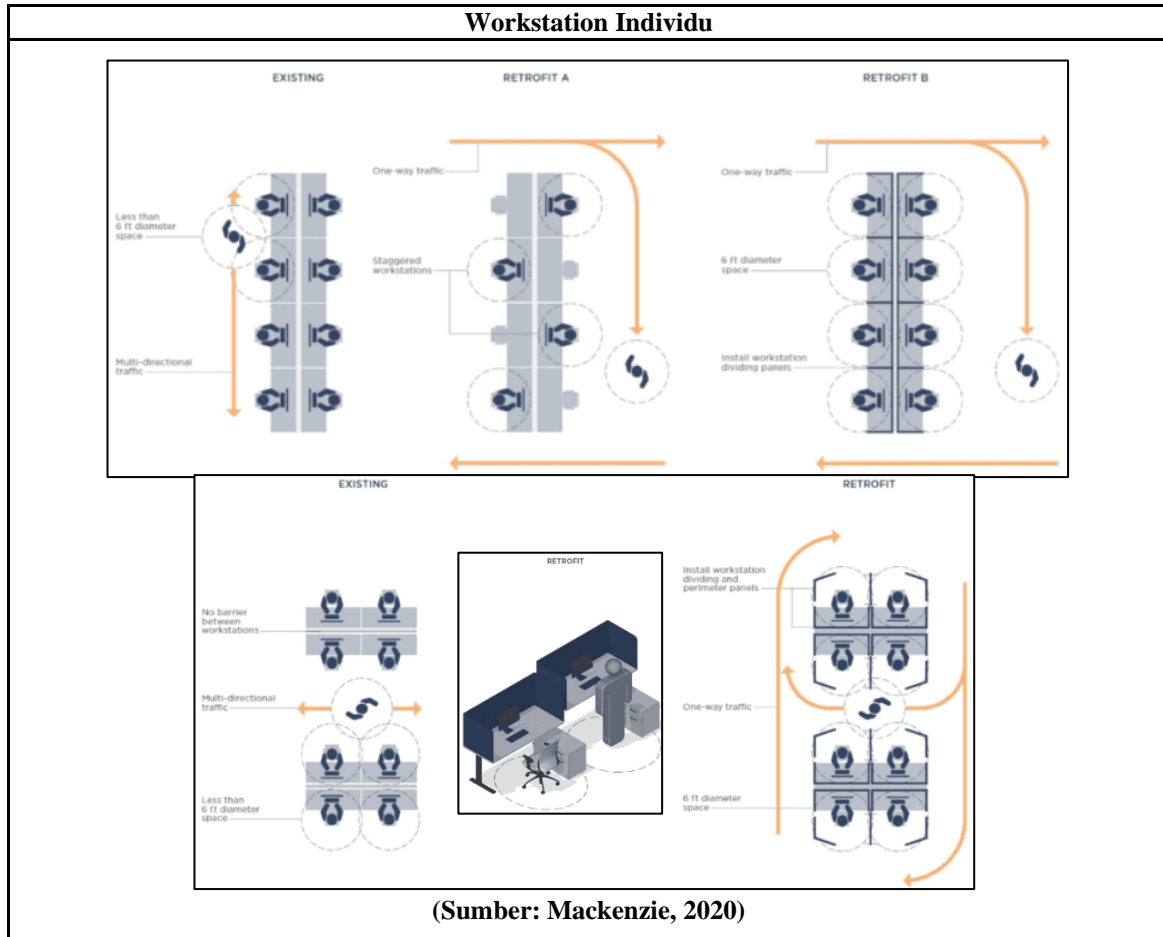 Workstation Individu
EXISTING
RETROFIT A
RETROFIT B
One-way traffic
One-way traffic
Less than
6 ft diameter
space
Staggered
workstations
6 ft diameter
space
Multi-directional
traffic
Install workstation
dividing panels
EXISTING
RETROFIT
RETROFIT
No barrier
between
workstations
Install workstation
dividing and
perimeter panels
Multi-directional
traffic
One-way traffic
Less than
6 ft diameter
space
6 ft diameter
space
(Sumber: Mackenzie, 2020)